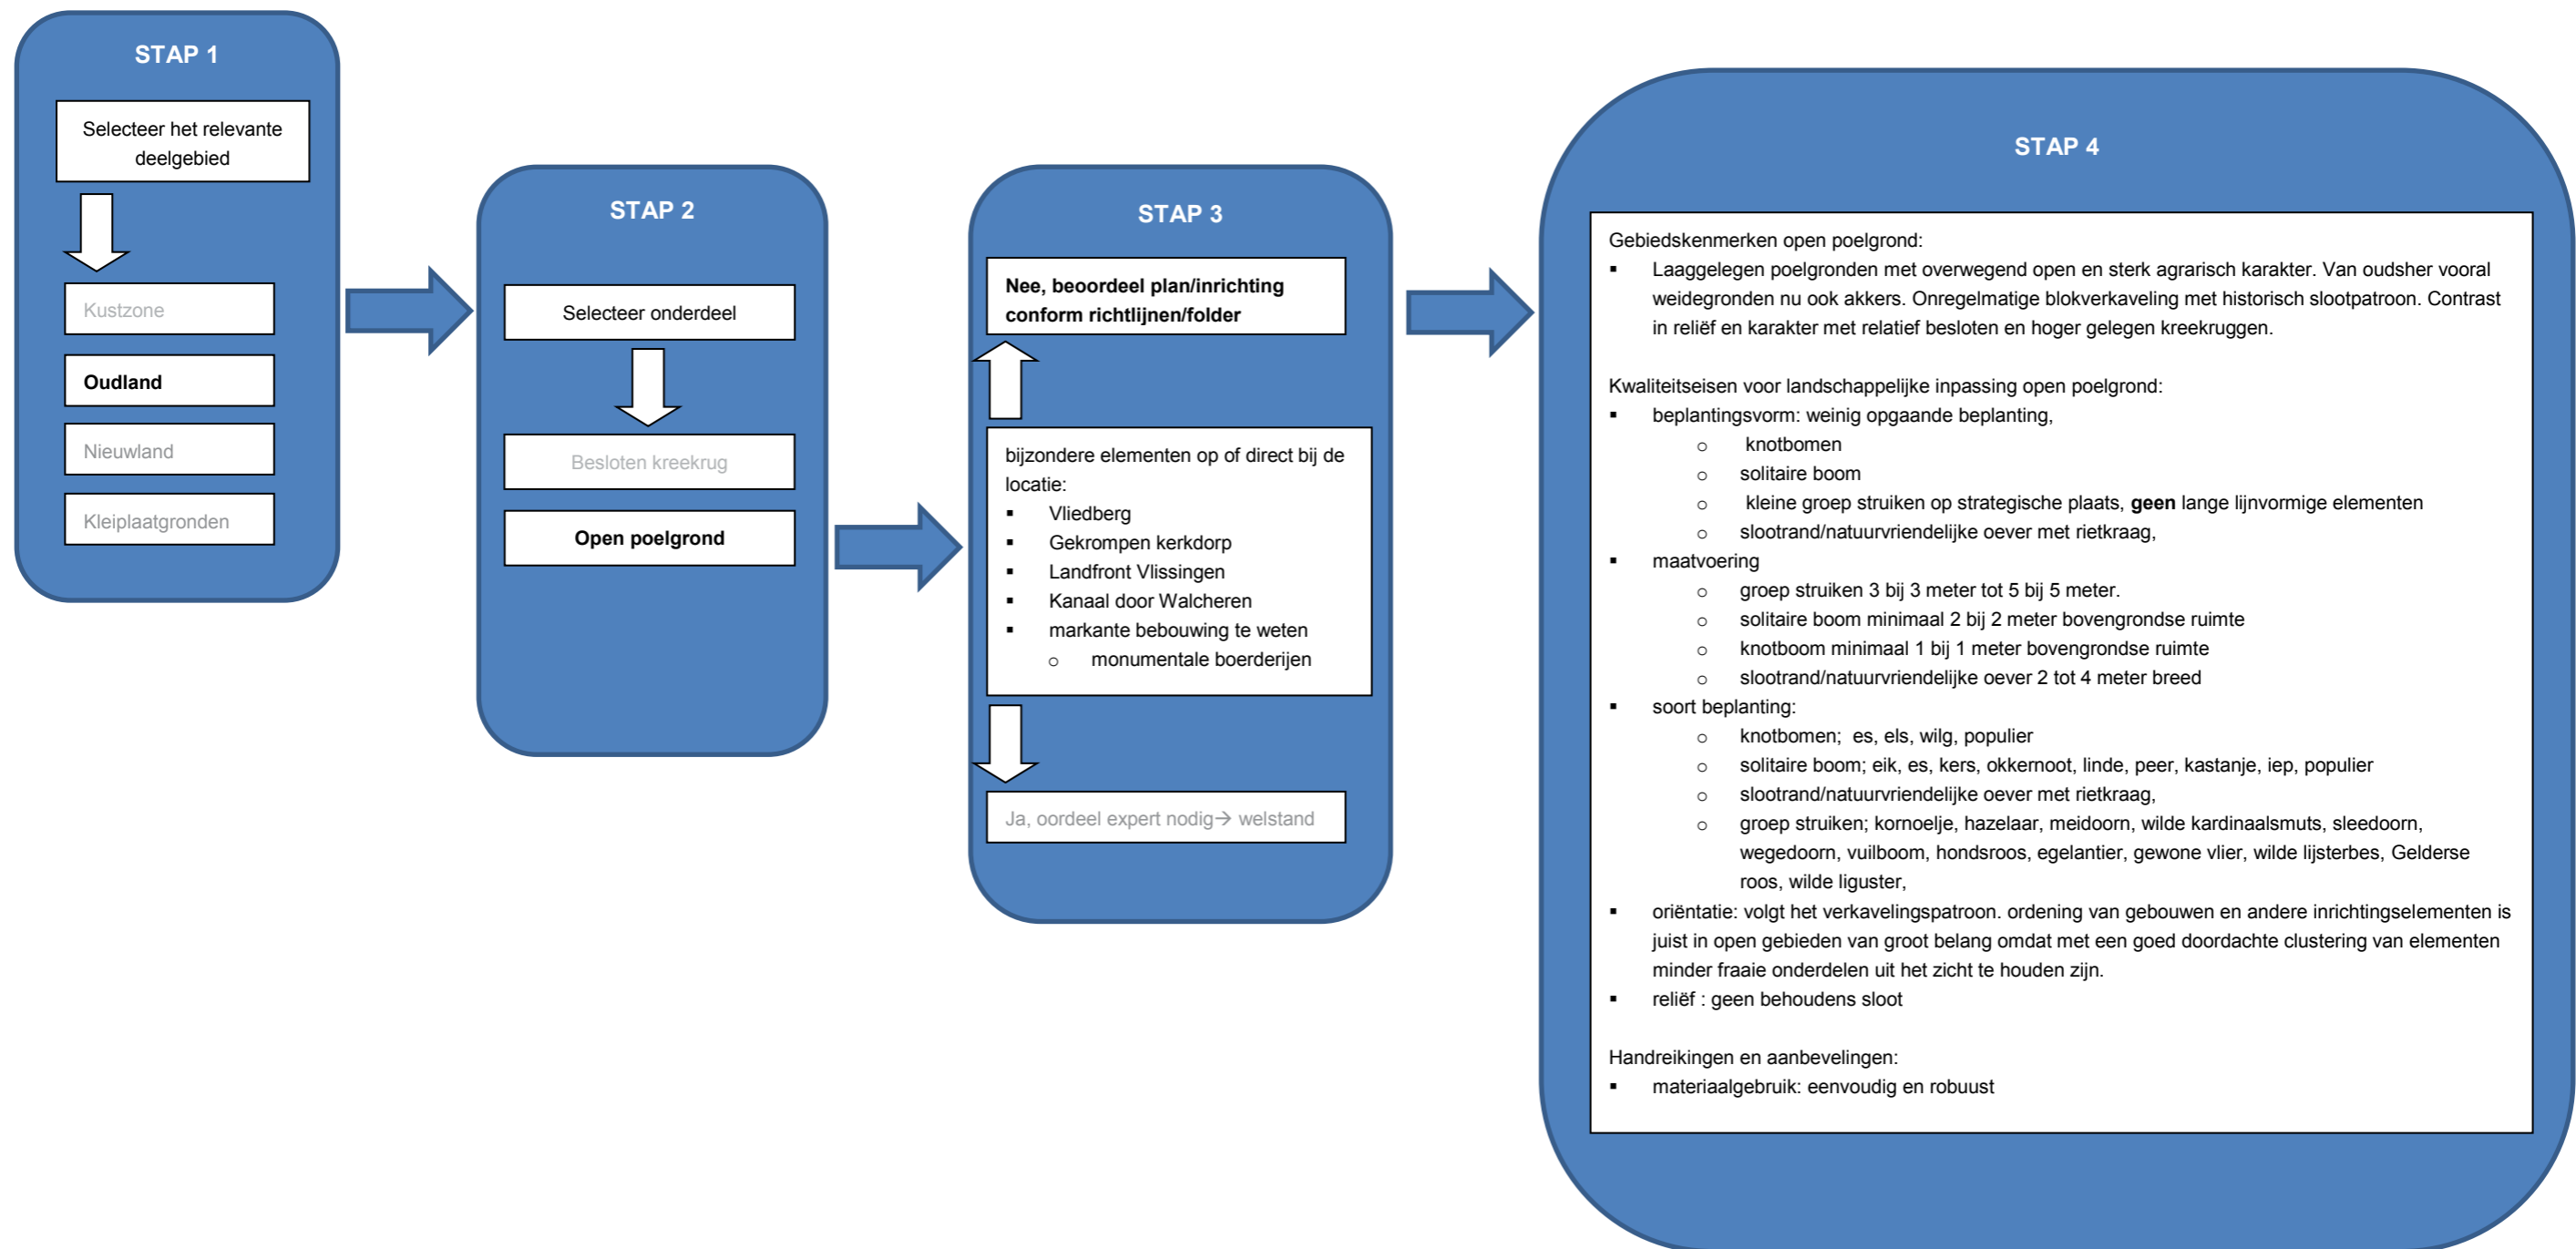 STAP 1
Selecteer het relevante
deelgebied
Kustzone
Oudland
Nieuwland
Kleiplaatgronden
STAP 2
Selecteer onderdeel
Besloten kreekrug
Open poelgrond
STAP 3
Nee, beoordeel plan/inrichting
conform richtlijnen/folder
bijzondere elementen op of direct bij de
locatie:
▪ Vliedberg
▪ Gekrompen kerkdorp
▪ Landfront Vlissingen
▪ Kanaal door Walcheren
▪ markante bebouwing te weten
o monumentale boerderijen
Ja, oordeel expert nodig→ welstand
STAP 4
Gebiedskenmerken open poelgrond:
▪ Laaggelegen poelgronden met overwegend open en sterk agrarisch karakter. Van oudsher vooral
weidegronden nu ook akkers. Onregelmatige blokverkaveling met historisch slootpatroon. Contrast
in reliëf en karakter met relatief besloten en hoger gelegen kreekruggen.
Kwaliteitseisen voor landschappelijke inpassing open poelgrond:
▪ beplantingsvorm: weinig opgaande beplanting,
o knotbomen
o solitaire boom
o kleine groep struiken op strategische plaats, geen lange lijnvormige elementen
o slootrand/natuurvriendelijke oever met rietkraag,
▪ maatvoering
o groep struiken 3 bij 3 meter tot 5 bij 5 meter.
o solitaire boom minimaal 2 bij 2 meter bovengrondse ruimte
o knotboom minimaal 1 bij 1 meter bovengrondse ruimte
o slootrand/natuurvriendelijke oever 2 tot 4 meter breed
▪ soort beplanting:
o knotbomen; es, els, wilg, populier
o solitaire boom; eik, es, kers, okkernoot, linde, peer, kastanje, iep, populier
o slootrand/natuurvriendelijke oever met rietkraag,
o groep struiken; kornoelje, hazelaar, meidoorn, wilde kardinaalsmuts, sleedoorn,
wegedoorn, vuilboom, hondsroos, egelantier, gewone vlier, wilde lijsterbes, Gelderse
roos, wilde liguster,
▪ oriëntatie: volgt het verkavelingspatroon. ordening van gebouwen en andere inrichtingselementen is
juist in open gebieden van groot belang omdat met een goed doordachte clustering van elementen
minder fraaie onderdelen uit het zicht te houden zijn.
▪ reliëf : geen behoudens sloot
Handreikingen en aanbevelingen:
▪ materiaalgebruik: eenvoudig en robuust